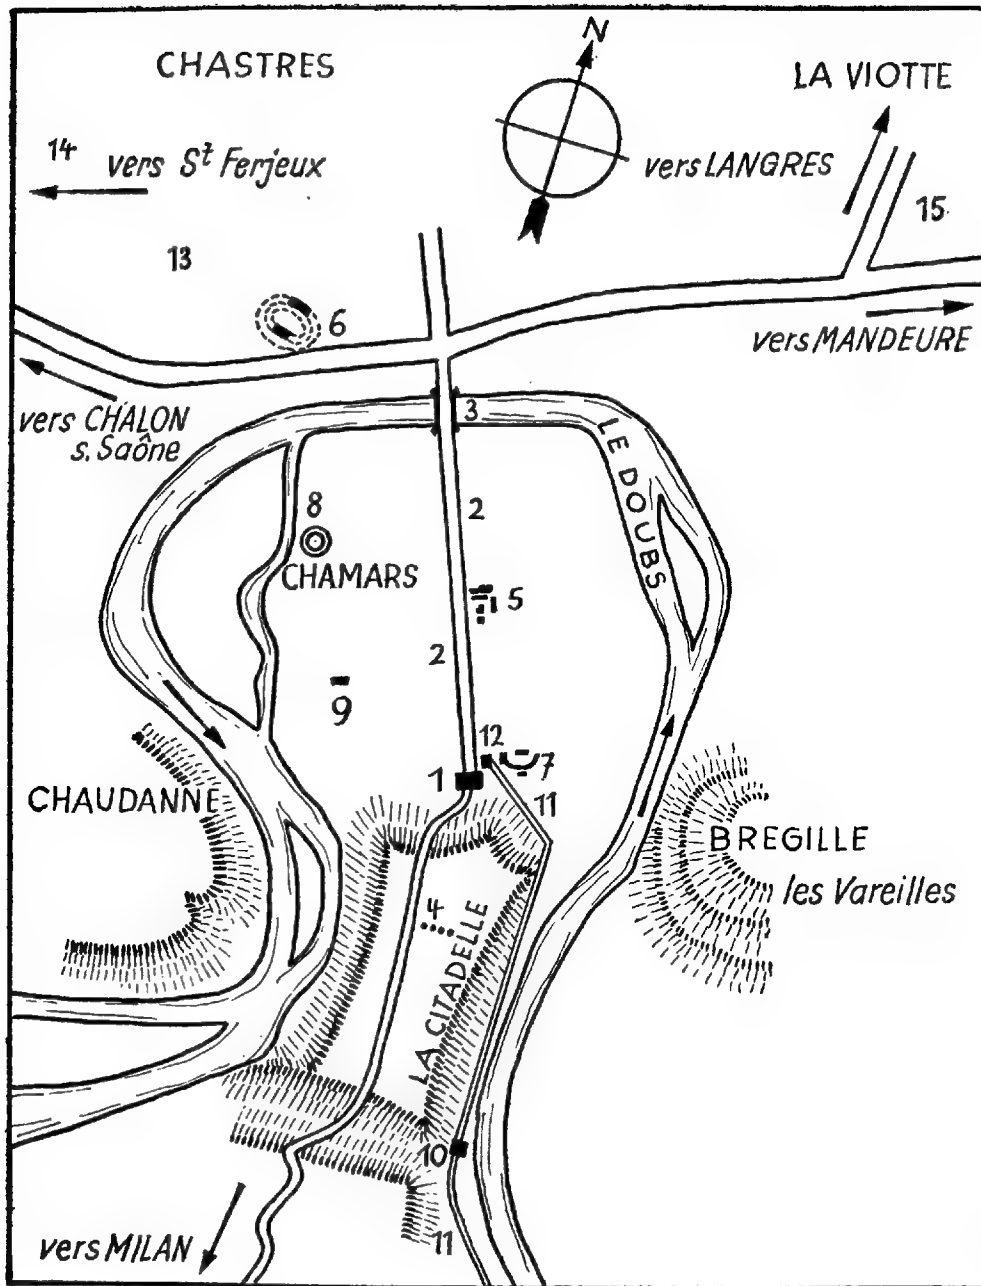 N
CHASTRES
LA VIOTTE
14
vers St Ferjeux
vers LANGRES
15
13
6
vers MANDEURE
vers CHALON
s. Saône
3
LE DOUBS
8
2
CHAMARS
5
2
9
12
7
1
11
CHAUDANNE
BREGILLE
les Vareilles
4
LA CITADELLE
10
11
vers MILAN